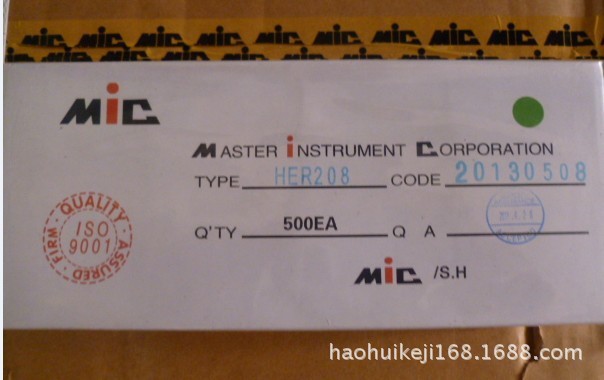 MiC MiC MiC MiC MiC MiC MiC MiC MiC
MiC
MASTER iNSTRUMENT CORPORATION
TYPE HER208 CODE 20130508
QUALITY · ASSURED · FIRM
ISO
9001
Q'TY 500EA Q A
MiC /S.H
haohuikeji168.1688.com